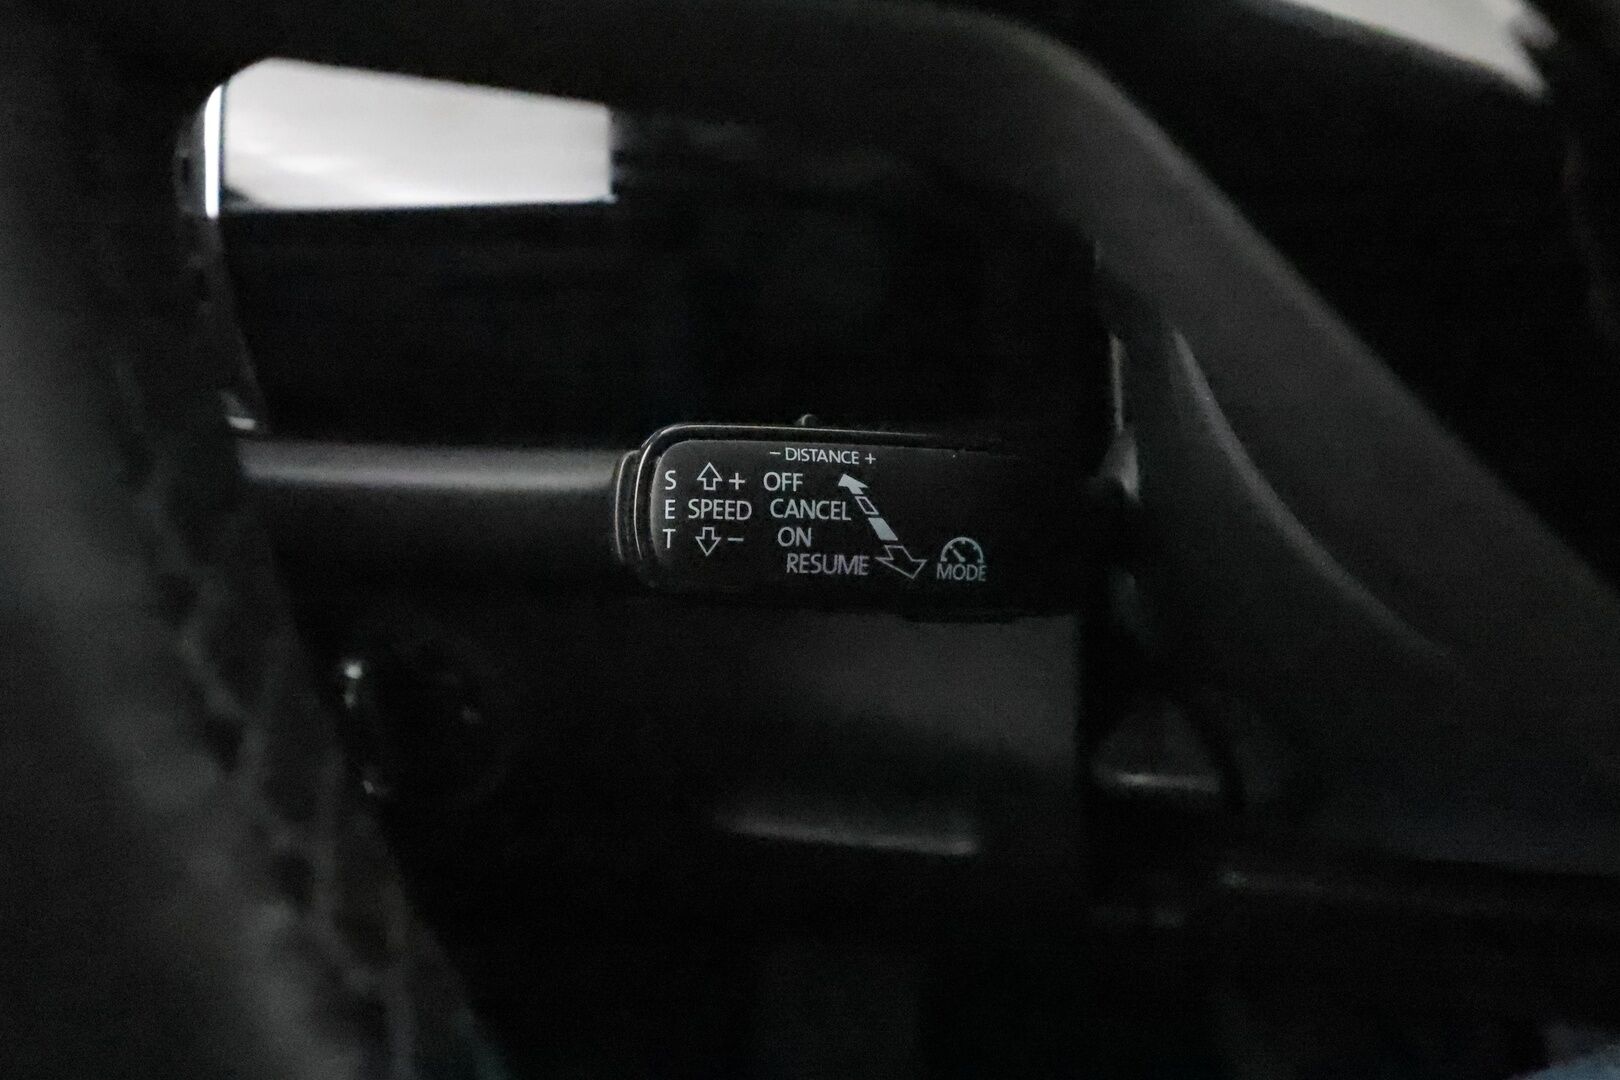 - DISTANCE +
S + OFF
E SPEED CANCEL
T - ON
RESUME
MODE